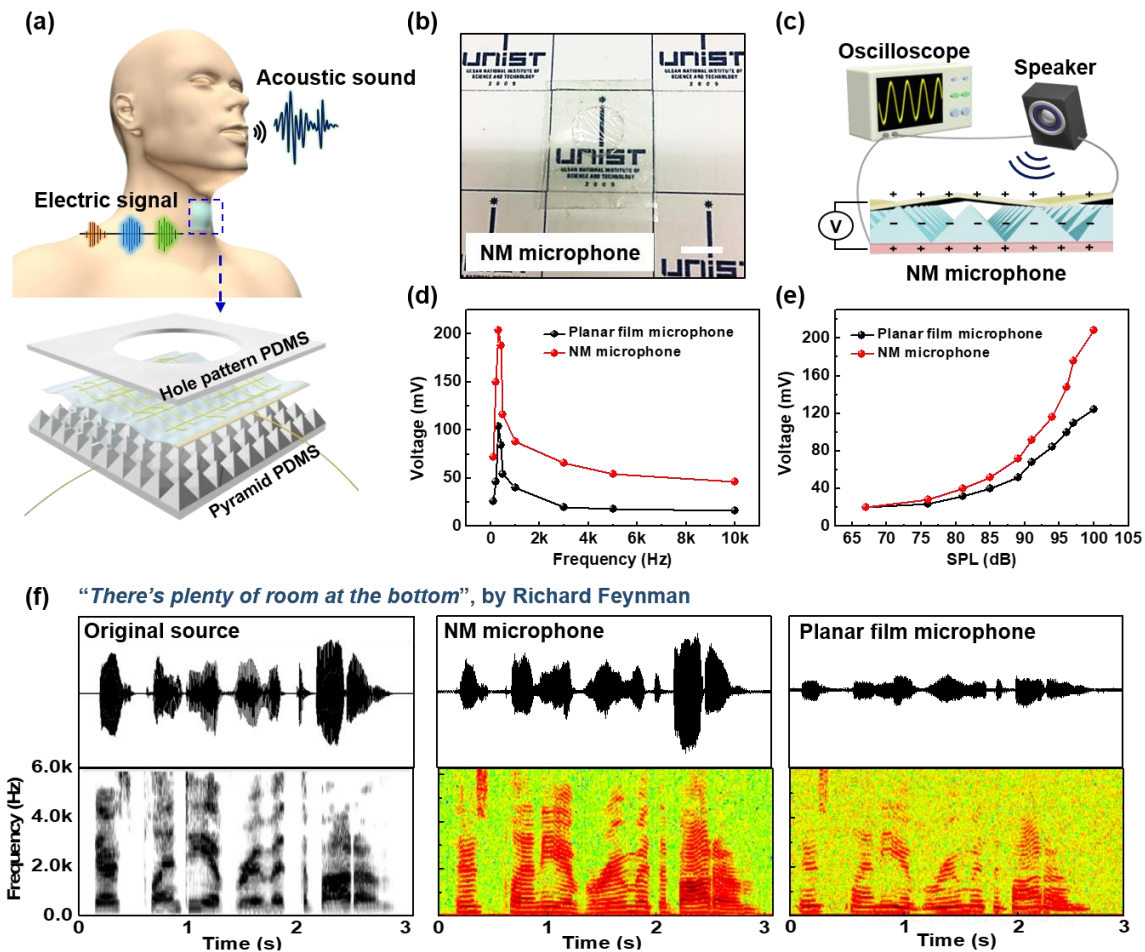 (a)
Acoustic sound
Electric signal
Hole pattern PDMS
Pyramid PDMS
(b)
UNIST
ULSAN NATIONAL INSTITUTE OF
SCIENCE AND TECHNOLOGY
2009
UNIST
ULSAN NATIONAL INSTITUTE OF
SCIENCE AND TECHNOLOGY
2009
UNIST
ULSAN NATIONAL INSTITUTE OF
SCIENCE AND TECHNOLOGY
2009
UNIST
NM microphone
(c)
Oscilloscope
Speaker
+ + + + + + +
V
- - - - - -
+ + + + + + +
NM microphone
(d)
Planar film microphone
NM microphone
Voltage (mV)
200
150
100
50
0
0 2k 4k 6k 8k 10k
Frequency (Hz)
(e)
Planar film microphone
NM microphone
Voltage (mV)
200
160
120
80
40
0
65 70 75 80 85 90 95 100 105
SPL (dB)
(f)
“There’s plenty of room at the bottom”, by Richard Feynman
Original source
NM microphone
Planar film microphone
Frequency (Hz)
6.0k
4.0k
2.0k
0.0
0 1 2 3
Time (s)
0 1 2 3
Time (s)
0 1 2 3
Time (s)